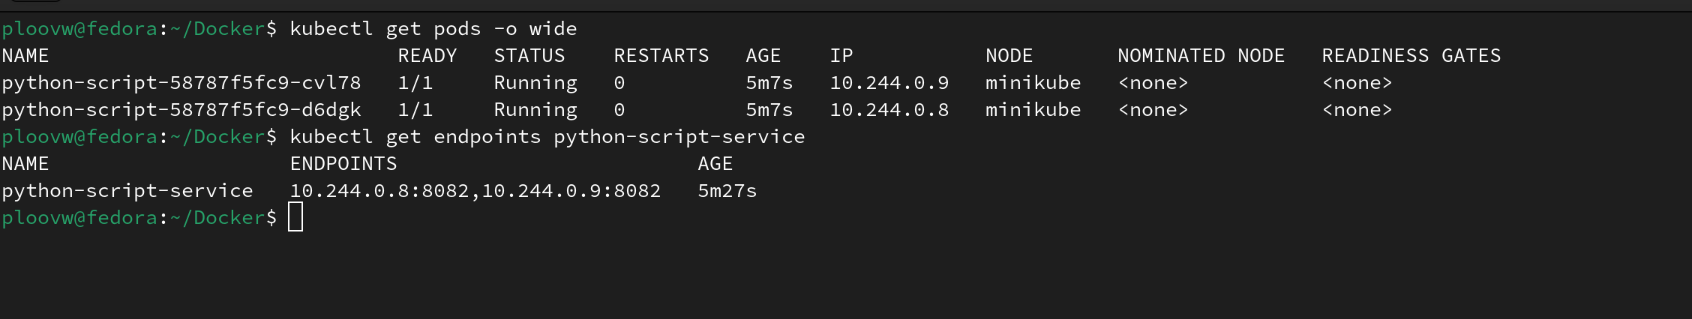 ploovw@fedora:~/Docker$ kubectl get pods -o wide
NAME                             READY   STATUS    RESTARTS   AGE    IP           NODE       NOMINATED NODE   READINESS GATES
python-script-58787f5fc9-cvl78   1/1     Running   0          5m7s   10.244.0.9   minikube   <none>           <none>
python-script-58787f5fc9-d6dgk   1/1     Running   0          5m7s   10.244.0.8   minikube   <none>           <none>
ploovw@fedora:~/Docker$ kubectl get endpoints python-script-service
NAME                    ENDPOINTS                         AGE
python-script-service   10.244.0.8:8082,10.244.0.9:8082   5m27s
ploovw@fedora:~/Docker$